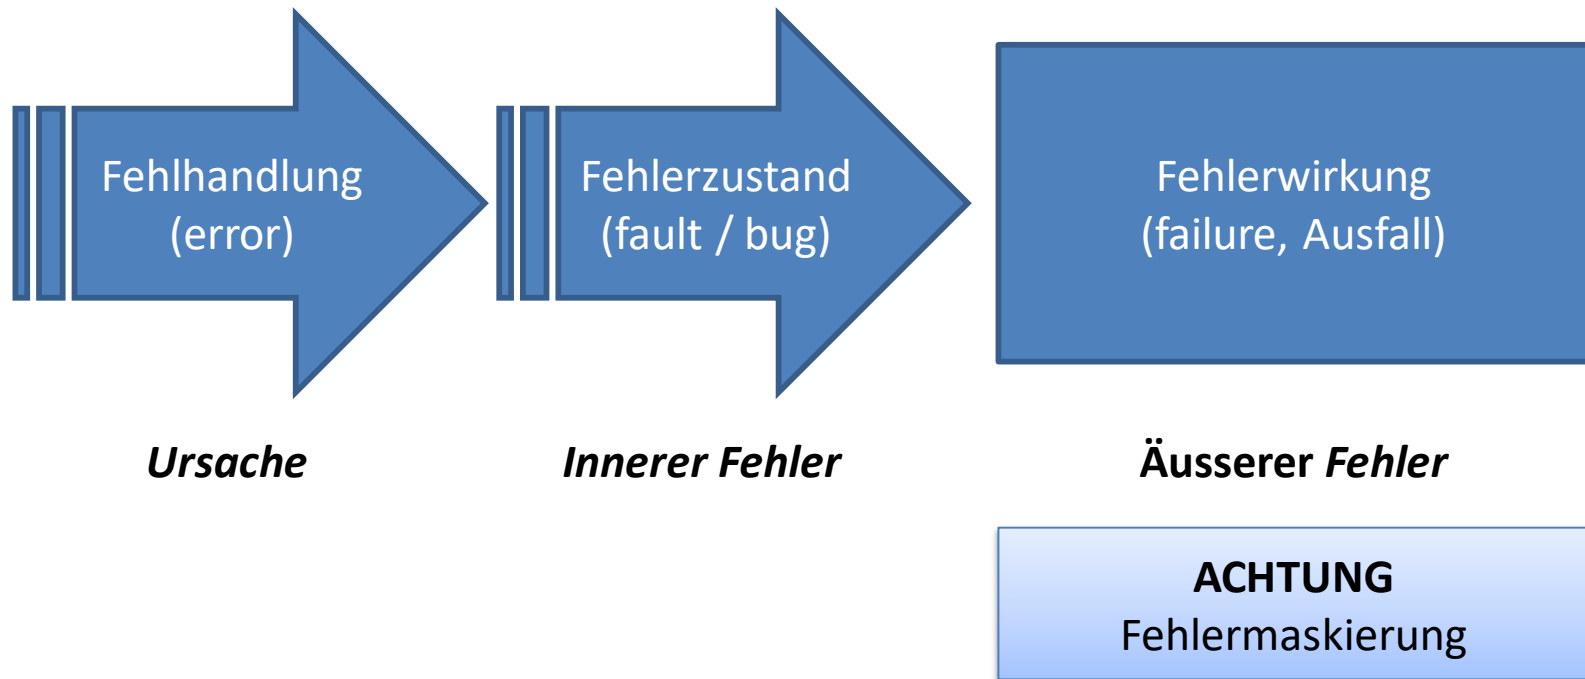 Fehlhandlung
(error)
Fehlerzustand
(fault / bug)
Fehlerwirkung
(failure, Ausfall)
Ursache
Innerer Fehler
Äusserer Fehler
ACHTUNG
Fehlermaskierung